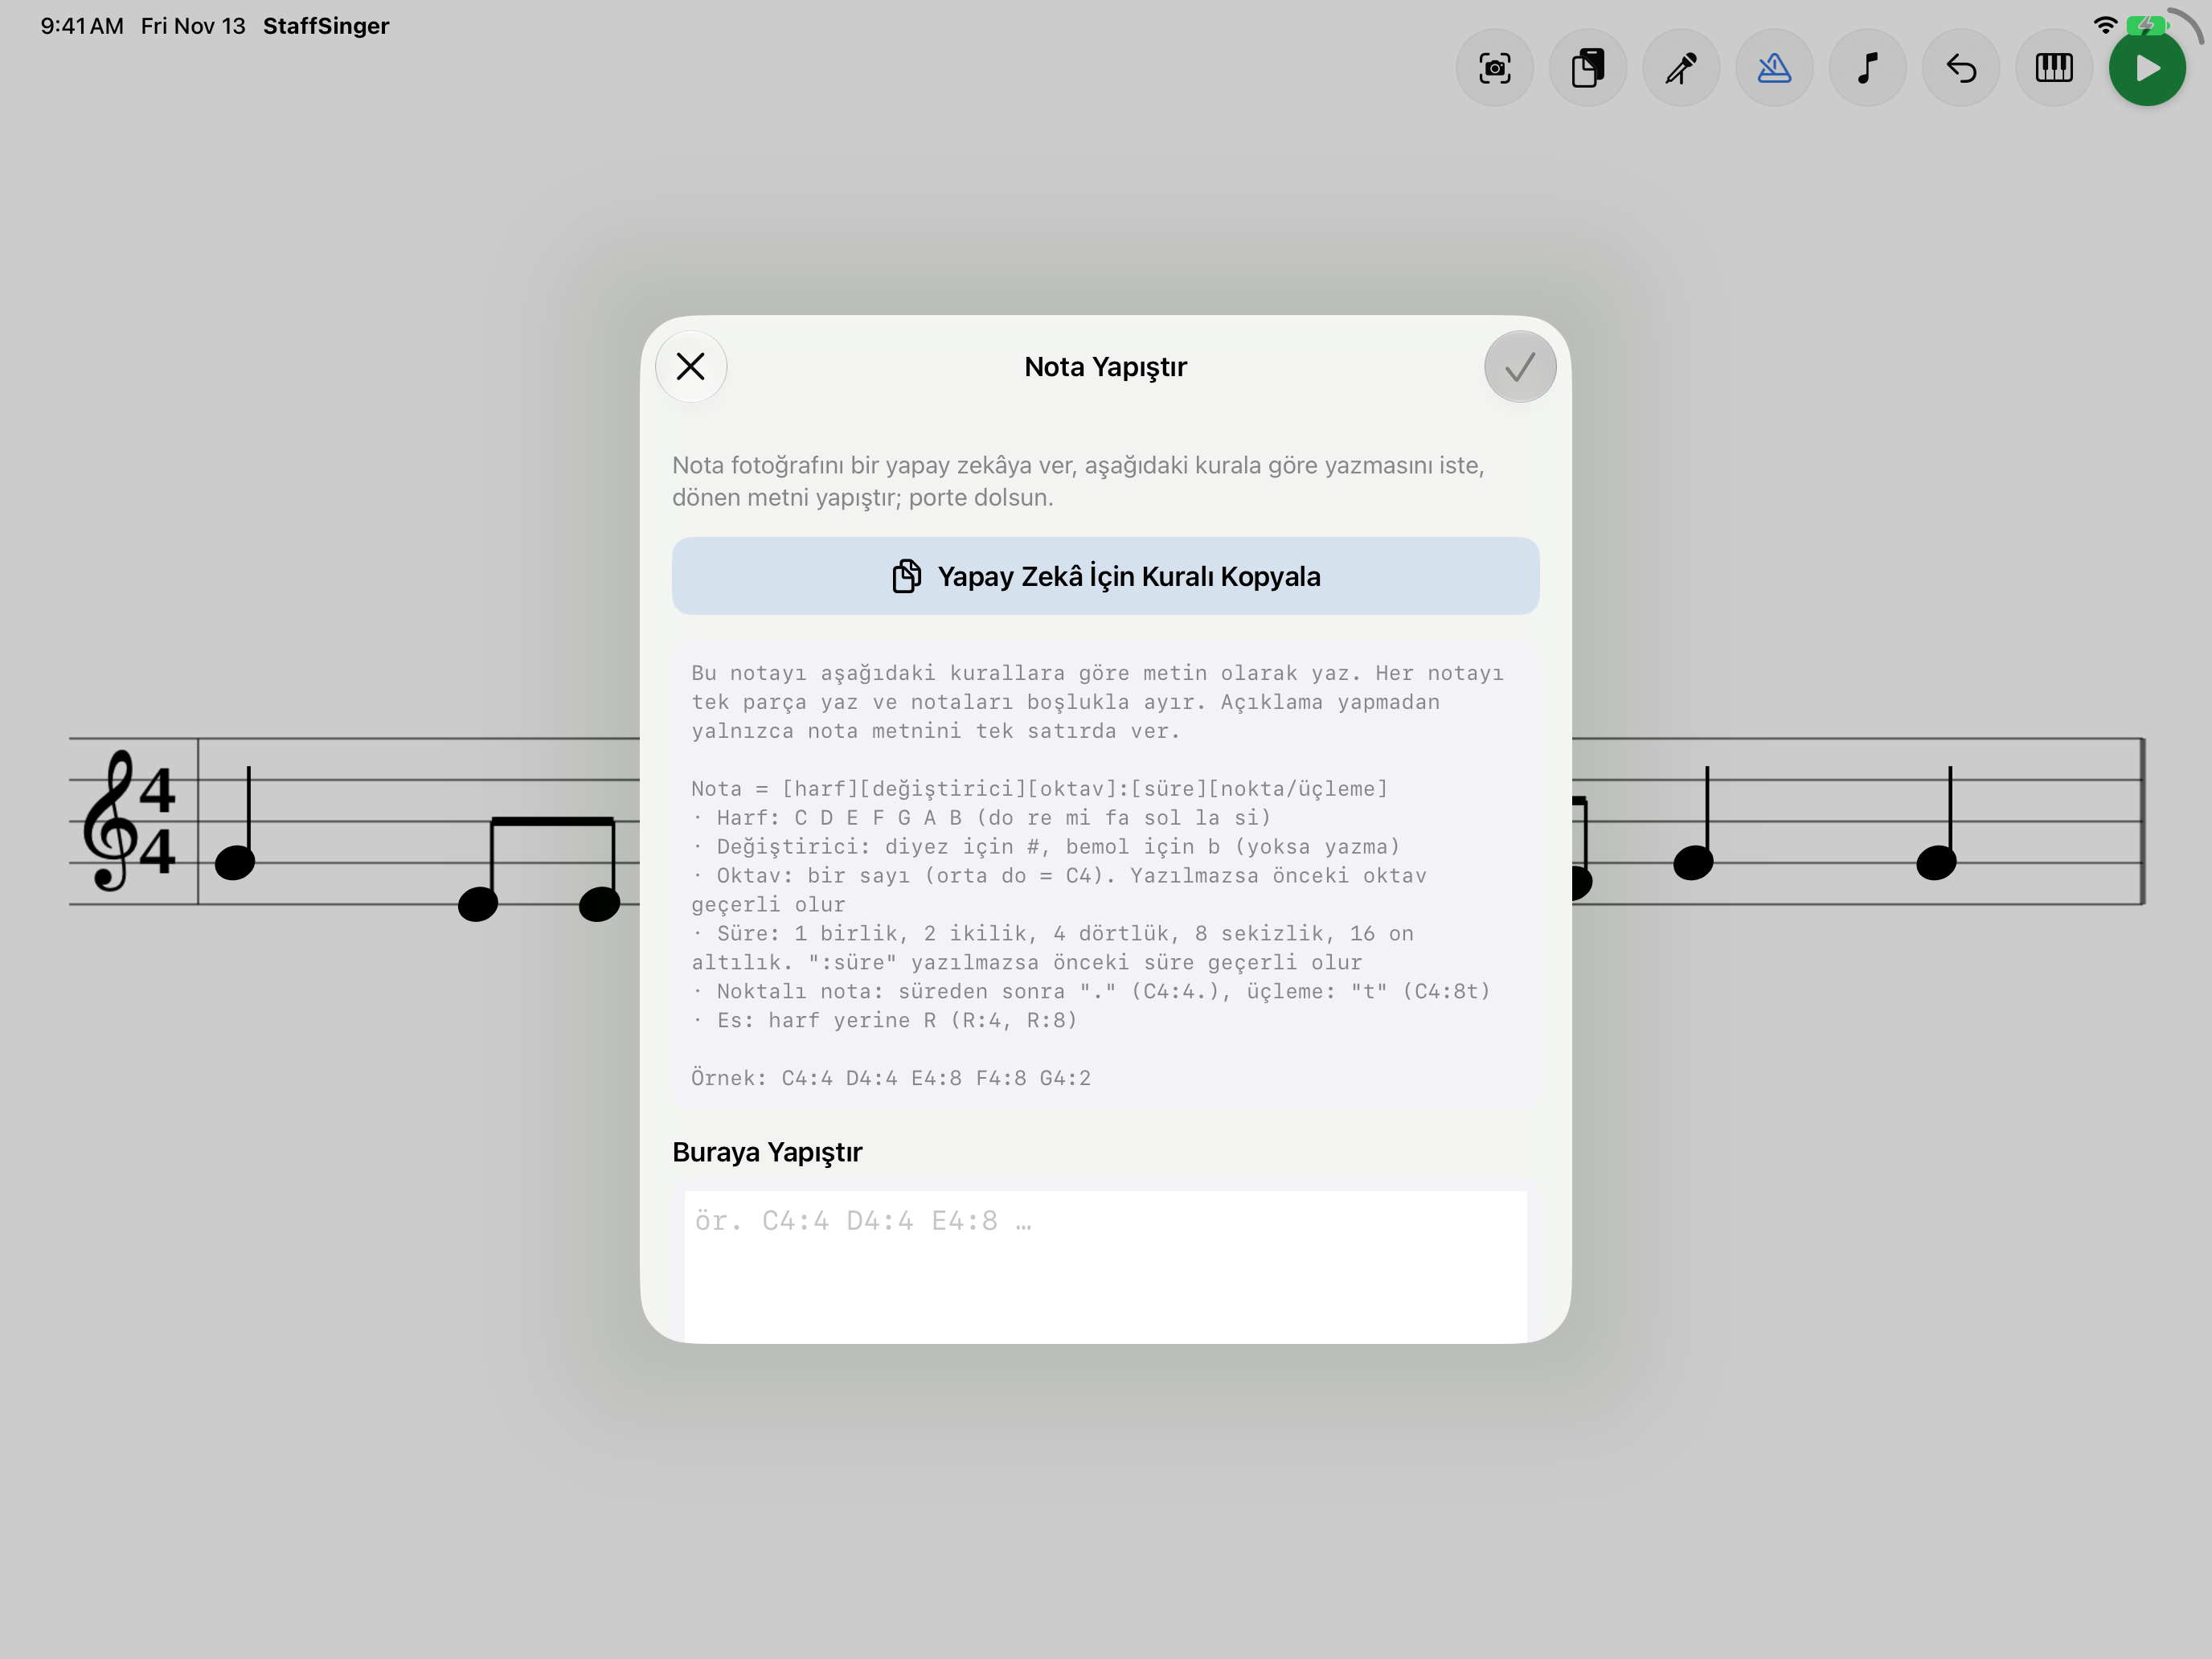 9:41 AM Fri Nov 13 StaffSinger
Nota Yapıştır
Nota fotoğrafını bir yapay zekâya ver, aşağıdaki kurala göre yazmasını iste,
dönen metni yapıştır; porte dolsun.
Yapay Zekâ İçin Kuralı Kopyala
Bu notayı aşağıdaki kurallara göre metin olarak yaz. Her notayı
tek parça yaz ve notaları boşlukla ayır. Açıklama yapmadan
yalnızca nota metnini tek satırda ver.
Nota = [harf][değiştirici][oktav]:[süre][nokta/üçleme]
· Harf: C D E F G A B (do re mi fa sol la si)
· Değiştirici: diyez için #, bemol için b (yoksa yazma)
· Oktav: bir sayı (orta do = C4). Yazılmazsa önceki oktav
geçerli olur
· Süre: 1 birlik, 2 ikilik, 4 dörtlük, 8 sekizlik, 16 on
altılık. ":süre" yazılmazsa önceki süre geçerli olur
· Noktalı nota: süreden sonra "." (C4:4.), üçleme: "t" (C4:8t)
· Es: harf yerine R (R:4, R:8)
Örnek: C4:4 D4:4 E4:8 F4:8 G4:2
Buraya Yapıştır
ör. C4:4 D4:4 E4:8 …
4
4